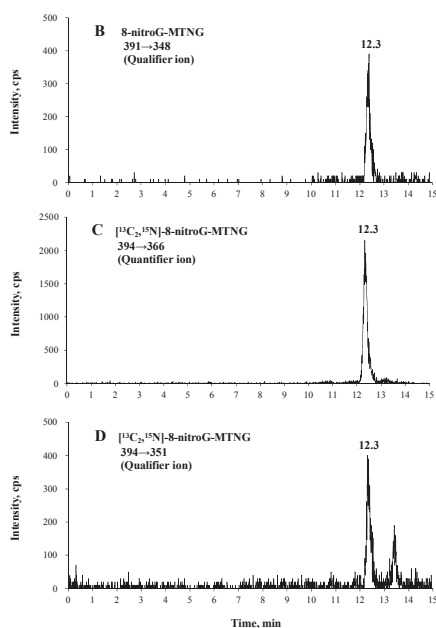 B 8-nitroG-MTNG
391→348
(Qualifier ion)
12.3
Intensity, cps
500
400
300
200
100
0
0 1 2 3 4 5 6 7 8 9 10 11 12 13 14 15
C [¹³C₂,¹⁵N]-8-nitroG-MTNG
394→366
(Quantifier ion)
12.3
Intensity, cps
2500
2000
1500
1000
500
0
0 1 2 3 4 5 6 7 8 9 10 11 12 13 14 15
D [¹³C₂,¹⁵N]-8-nitroG-MTNG
394→351
(Qualifier ion)
12.3
Intensity, cps
500
400
300
200
100
0
0 1 2 3 4 5 6 7 8 9 10 11 12 13 14 15
Time, min